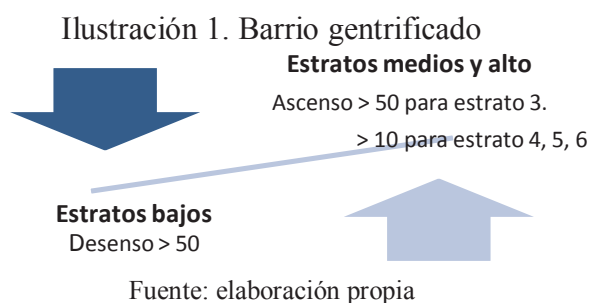 Ilustración 1. Barrio gentrificado
Estratos medios y alto
Ascenso > 50 para estrato 3.
> 10 para estrato 4, 5, 6
Estratos bajos
Desenso > 50
Fuente: elaboración propia